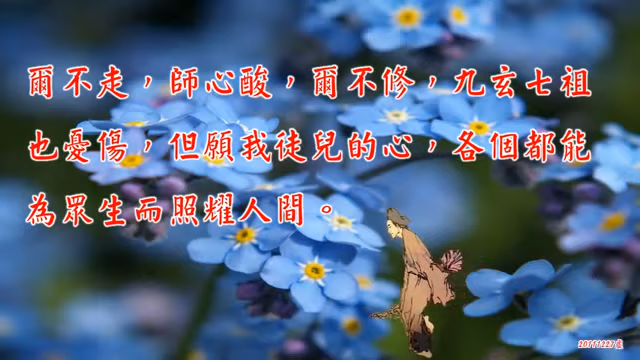 爾不走，師心酸，爾不修，九玄七祖
也憂傷，但願我徒兒的心，各個都能
為眾生而照耀人間。